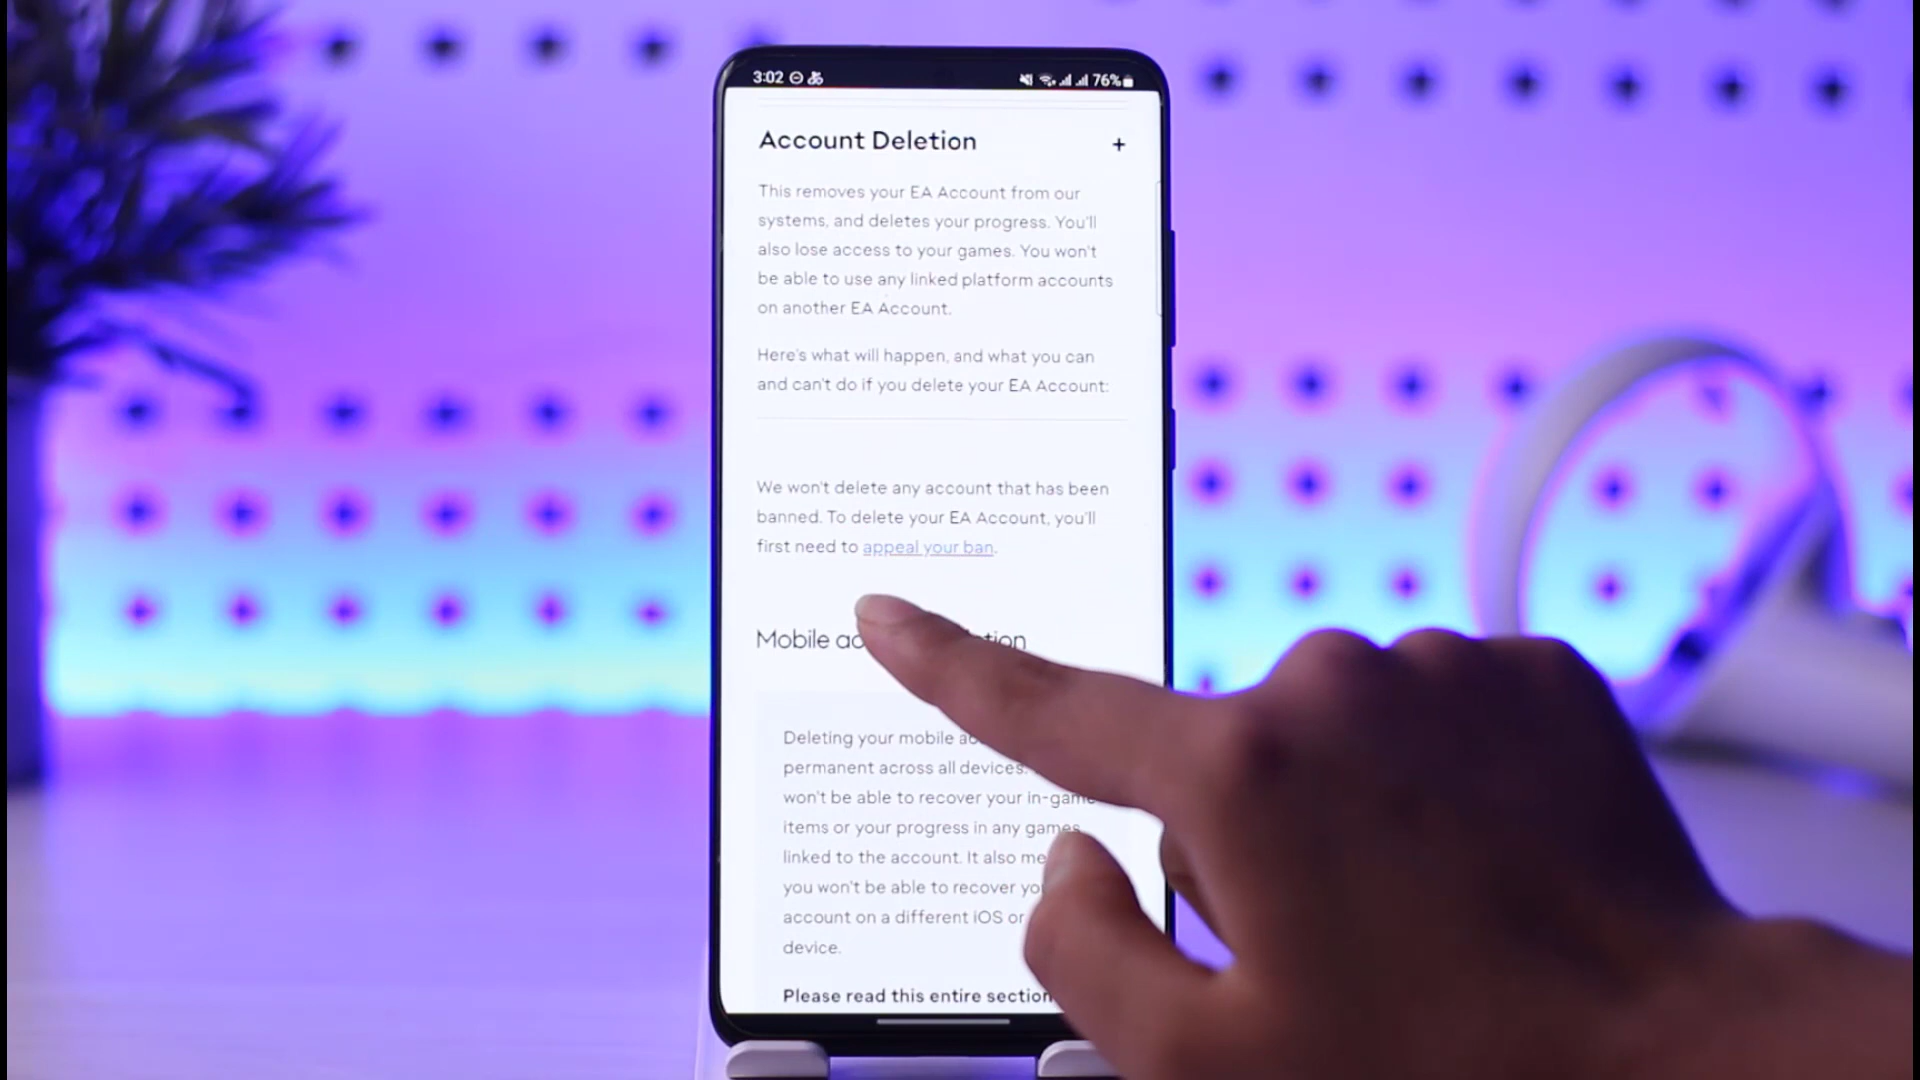 3:02
76%
Account Deletion +
This removes your EA Account from our
systems, and deletes your progress. You'll
also lose access to your games. You won't
be able to use any linked platform accounts
on another EA Account.
Here's what will happen, and what you can
and can't do if you delete your EA Account:
We won't delete any account that has been
banned. To delete your EA Account, you'll
first need to appeal your ban.
Mobile
Deleting your mobile
permanent across all devices.
won't be able to recover your in-game
items or your progress in any games
linked to the account. It also
you won't be able to recover
account on a different iOS or
device.
Please read this entire section